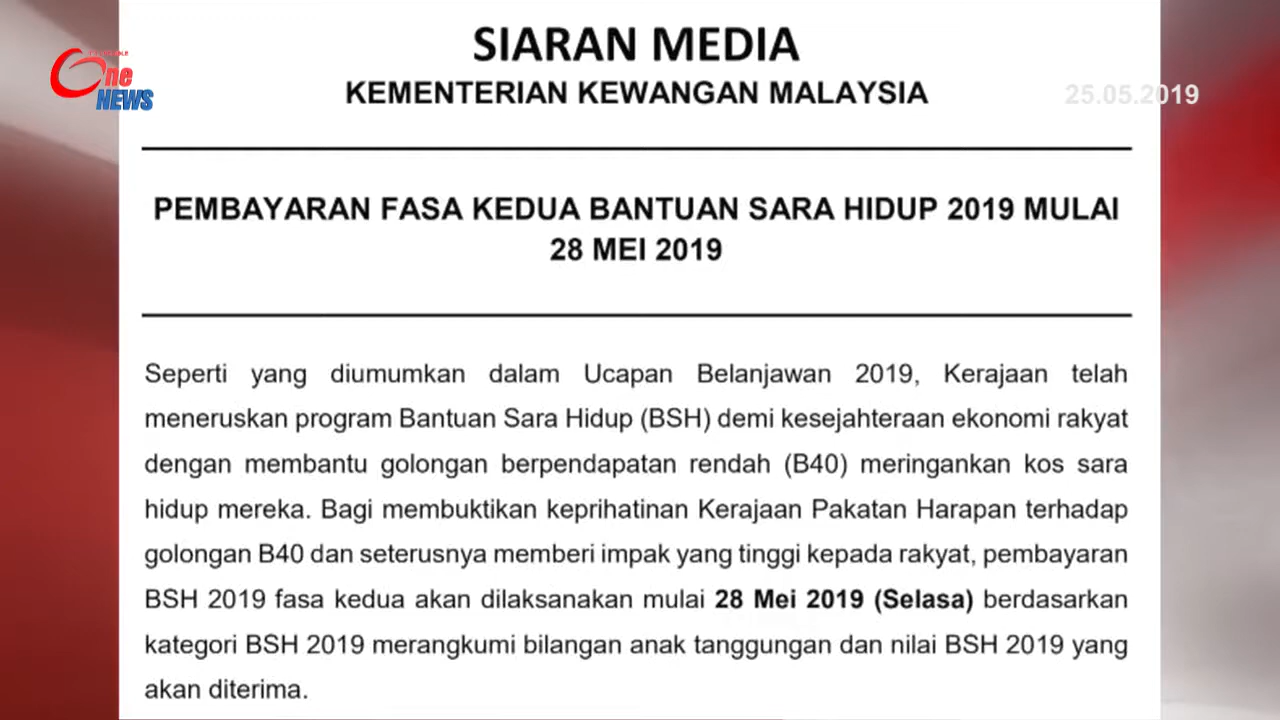 SIARAN MEDIA
One
NEWS
KEMENTERIAN KEWANGAN MALAYSIA
25.05.2019
PEMBAYARAN FASA KEDUA BANTUAN SARA HIDUP 2019 MULAI
28 MEI 2019
Seperti yang diumumkan dalam Ucapan Belanjawan 2019, Kerajaan telah
meneruskan program Bantuan Sara Hidup (BSH) demi kesejahteraan ekonomi rakyat
dengan membantu golongan berpendapatan rendah (B40) meringankan kos sara
hidup mereka. Bagi membuktikan keprihatinan Kerajaan Pakatan Harapan terhadap
golongan B40 dan seterusnya memberi impak yang tinggi kepada rakyat, pembayaran
BSH 2019 fasa kedua akan dilaksanakan mulai 28 Mei 2019 (Selasa) berdasarkan
kategori BSH 2019 merangkumi bilangan anak tanggungan dan nilai BSH 2019 yang
akan diterima.